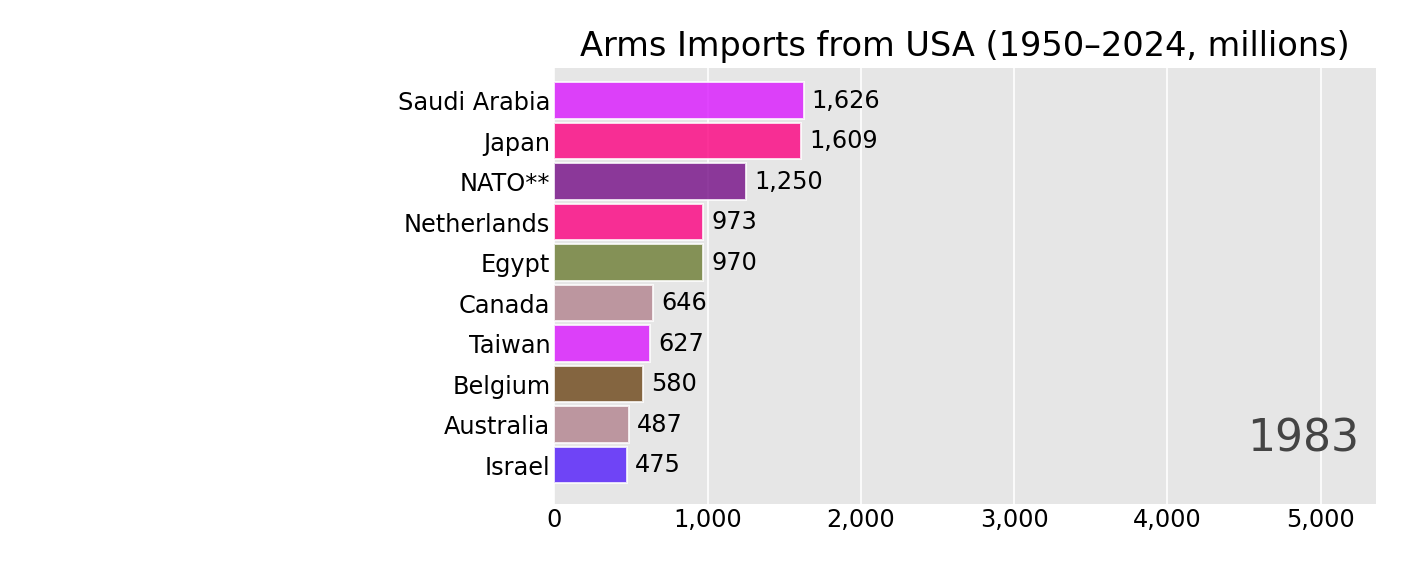 Arms Imports from USA (1950–2024, millions)
Saudi Arabia 1,626
Japan 1,609
NATO** 1,250
Netherlands 973
Egypt 970
Canada 646
Taiwan 627
Belgium 580
Australia 487
1983
Israel 475
0 1,000 2,000 3,000 4,000 5,000